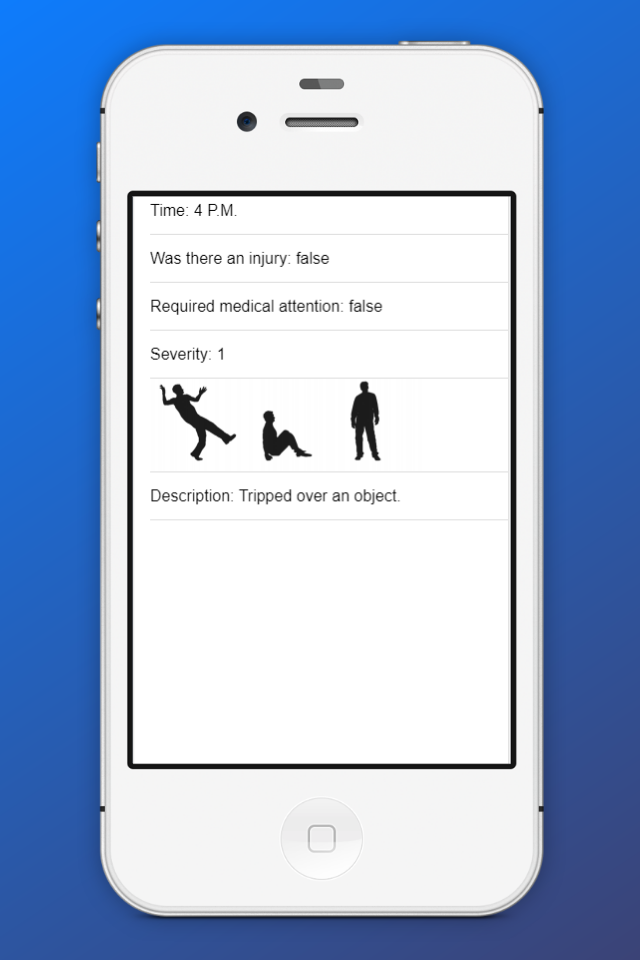 Time: 4 P.M.
Was there an injury: false
Required medical attention: false
Severity: 1
Description: Tripped over an object.